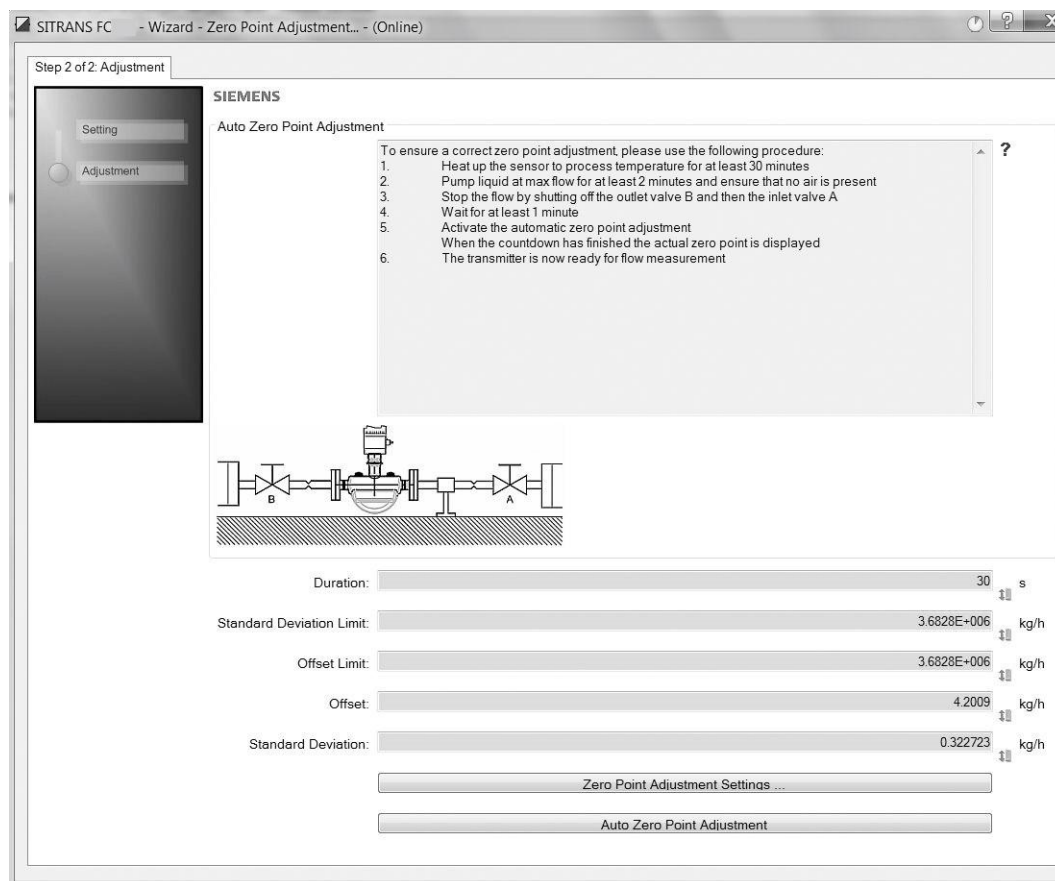 SITRANS FC - Wizard - Zero Point Adjustment... - (Online)
Step 2 of 2: Adjustment
SIEMENS
Setting
Adjustment
Auto Zero Point Adjustment
To ensure a correct zero point adjustment, please use the following procedure:
1. Heat up the sensor to process temperature for at least 30 minutes
2. Pump liquid at max flow for at least 2 minutes and ensure that no air is present
3. Stop the flow by shutting off the outlet valve B and then the inlet valve A
4. Wait for at least 1 minute
5. Activate the automatic zero point adjustment
When the countdown has finished the actual zero point is displayed
6. The transmitter is now ready for flow measurement
?
B
A
Duration: 30 s
Standard Deviation Limit: 3.6828E+006 kg/h
Offset Limit: 3.6828E+006 kg/h
Offset: 4.2009 kg/h
Standard Deviation: 0.322723 kg/h
Zero Point Adjustment Settings ...
Auto Zero Point Adjustment